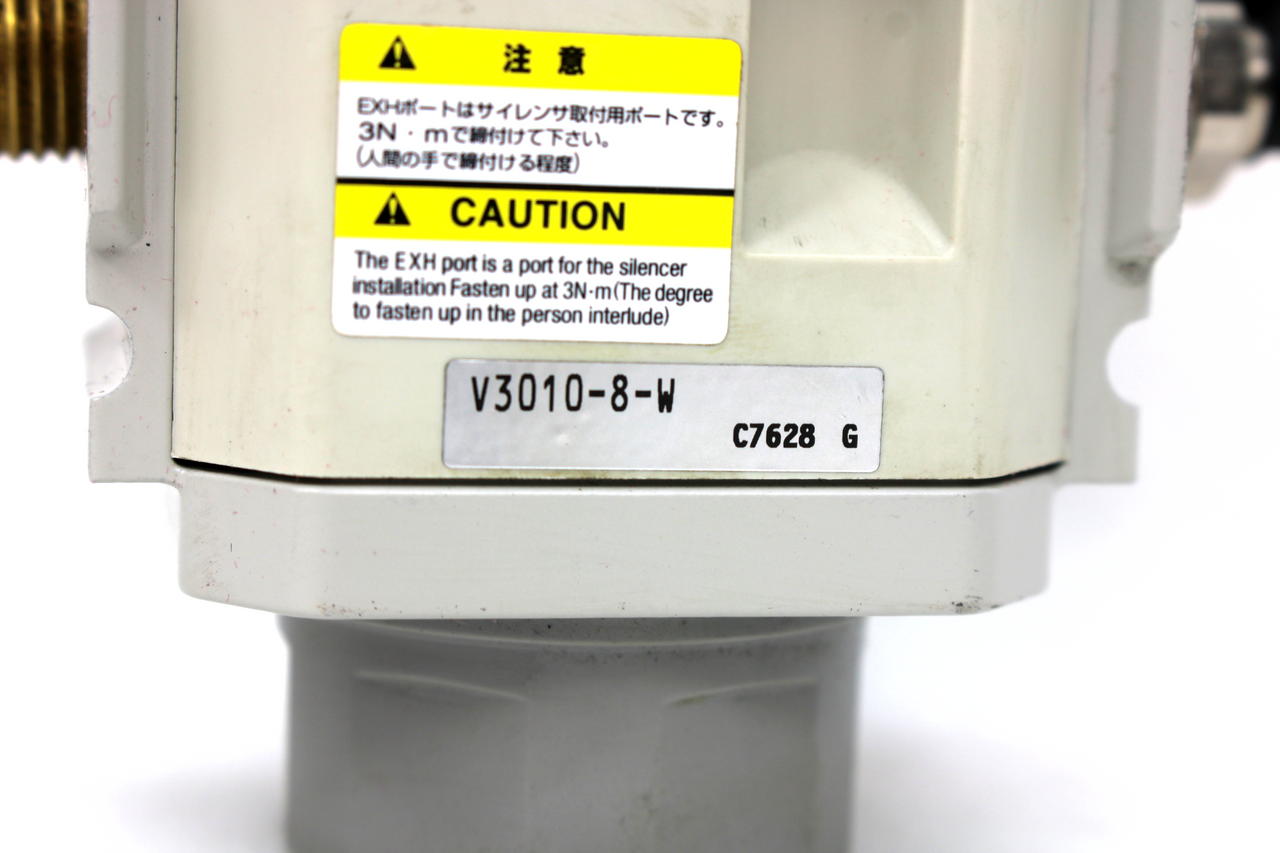 注意
EXHポートはサイレンサ取付用ポートです。
3N・mで締付けて下さい。
(人間の手で締付ける程度)
CAUTION
The EXH port is a port for the silencer
installation Fasten up at 3N·m(The degree
to fasten up in the person interlude)
V3010-8-W
C7628 G